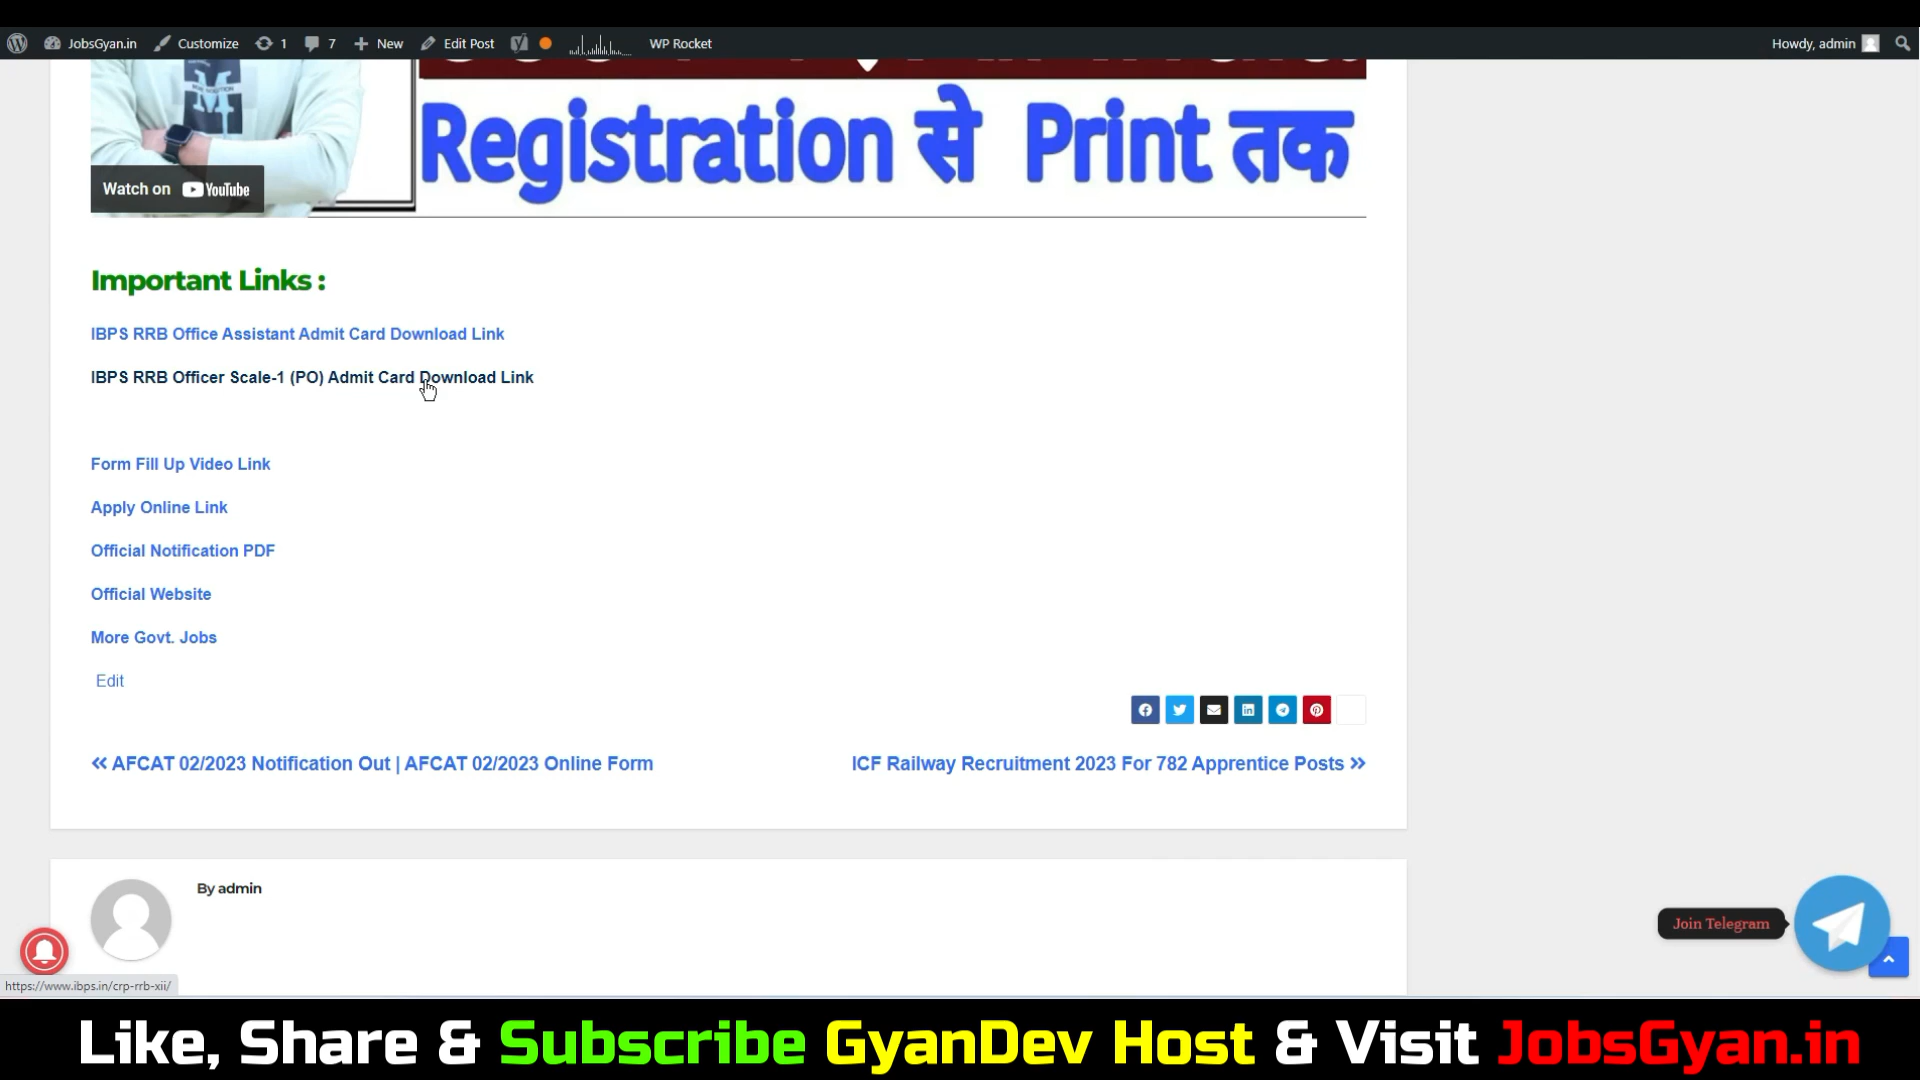 JobsGyan.in Customize 1 7 New Edit Post WP Rocket Howdy, admin
M
Registration से Print तक
Watch on YouTube
Important Links :
IBPS RRB Office Assistant Admit Card Download Link
IBPS RRB Officer Scale-1 (PO) Admit Card Download Link
Form Fill Up Video Link
Apply Online Link
Official Notification PDF
Official Website
More Govt. Jobs
Edit
« AFCAT 02/2023 Notification Out | AFCAT 02/2023 Online Form
ICF Railway Recruitment 2023 For 782 Apprentice Posts »
By admin
Join Telegram
https://www.ibps.in/crp-rrb-xii/
Like, Share & Subscribe GyanDev Host & Visit JobsGyan.in